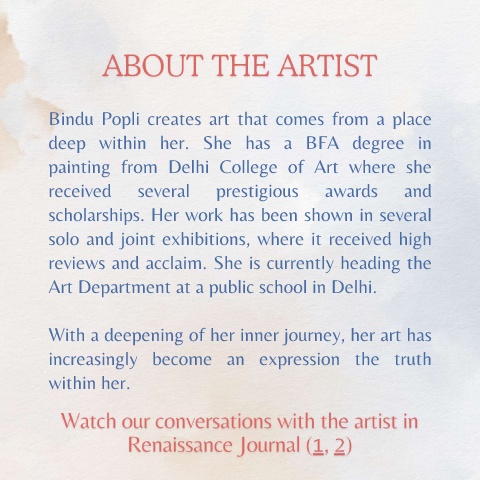 ABOUT THE ARTIST
Bindu Popli creates art that comes from a place
deep within her. She has a BFA degree in
painting from Delhi College of Art where she
received several prestigious awards and
scholarships. Her work has been shown in several
solo and joint exhibitions, where it received high
reviews and acclaim. She is currently heading the
Art Department at a public school in Delhi.
With a deepening of her inner journey, her art has
increasingly become an expression the truth
within her.
Watch our conversations with the artist in
Renaissance Journal (1, 2)